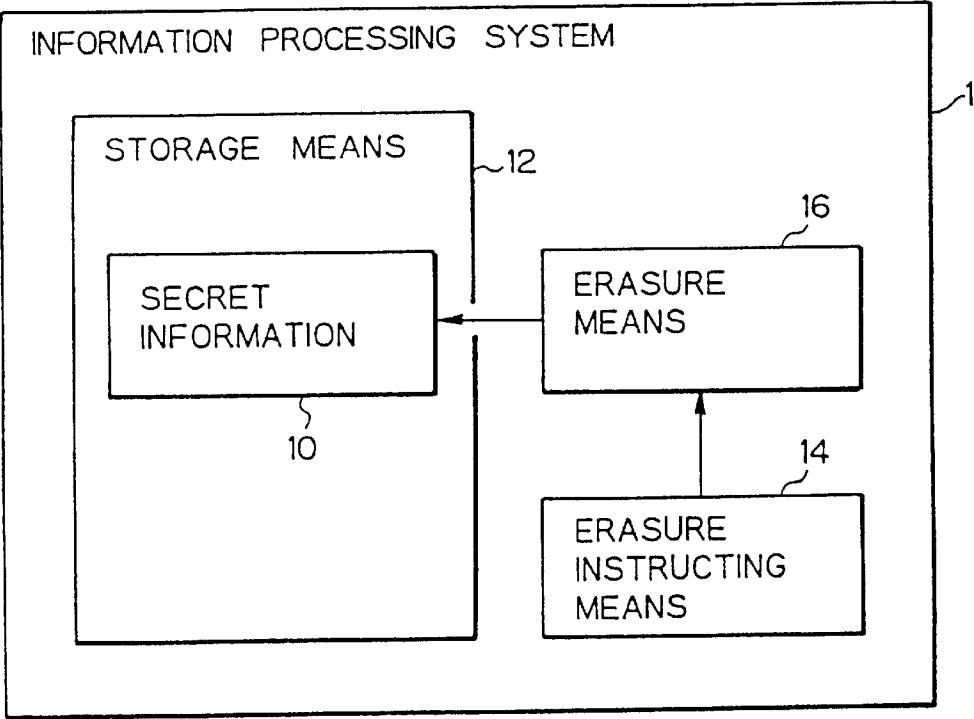 INFORMATION PROCESSING SYSTEM
1
STORAGE MEANS
12
16
SECRET
INFORMATION
ERASURE
MEANS
10
14
ERASURE
INSTRUCTING
MEANS